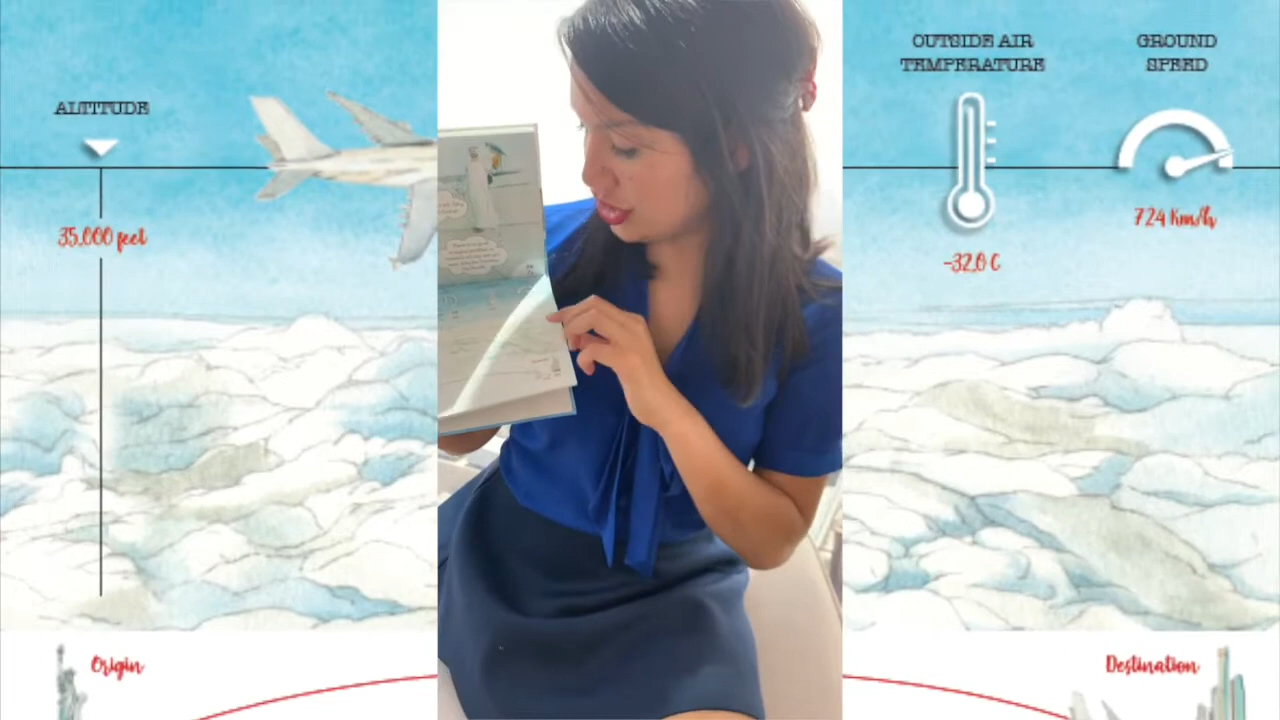 ALTITUDE
35,000 feet
OUTSIDE AIR
TEMPERATURE
-32.0 C
GROUND
SPEED
724 Km/h
Origin
Destination